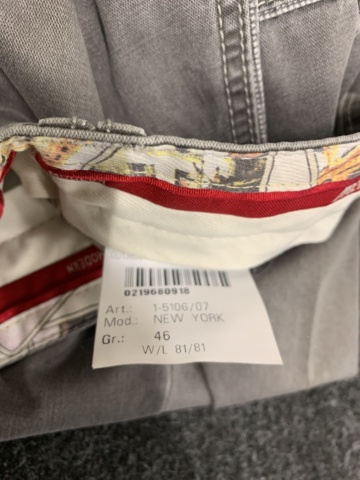 0219680918
Art.: 1-5106/07
Mod.: NEW YORK
Gr.: 46
W/L 81/81